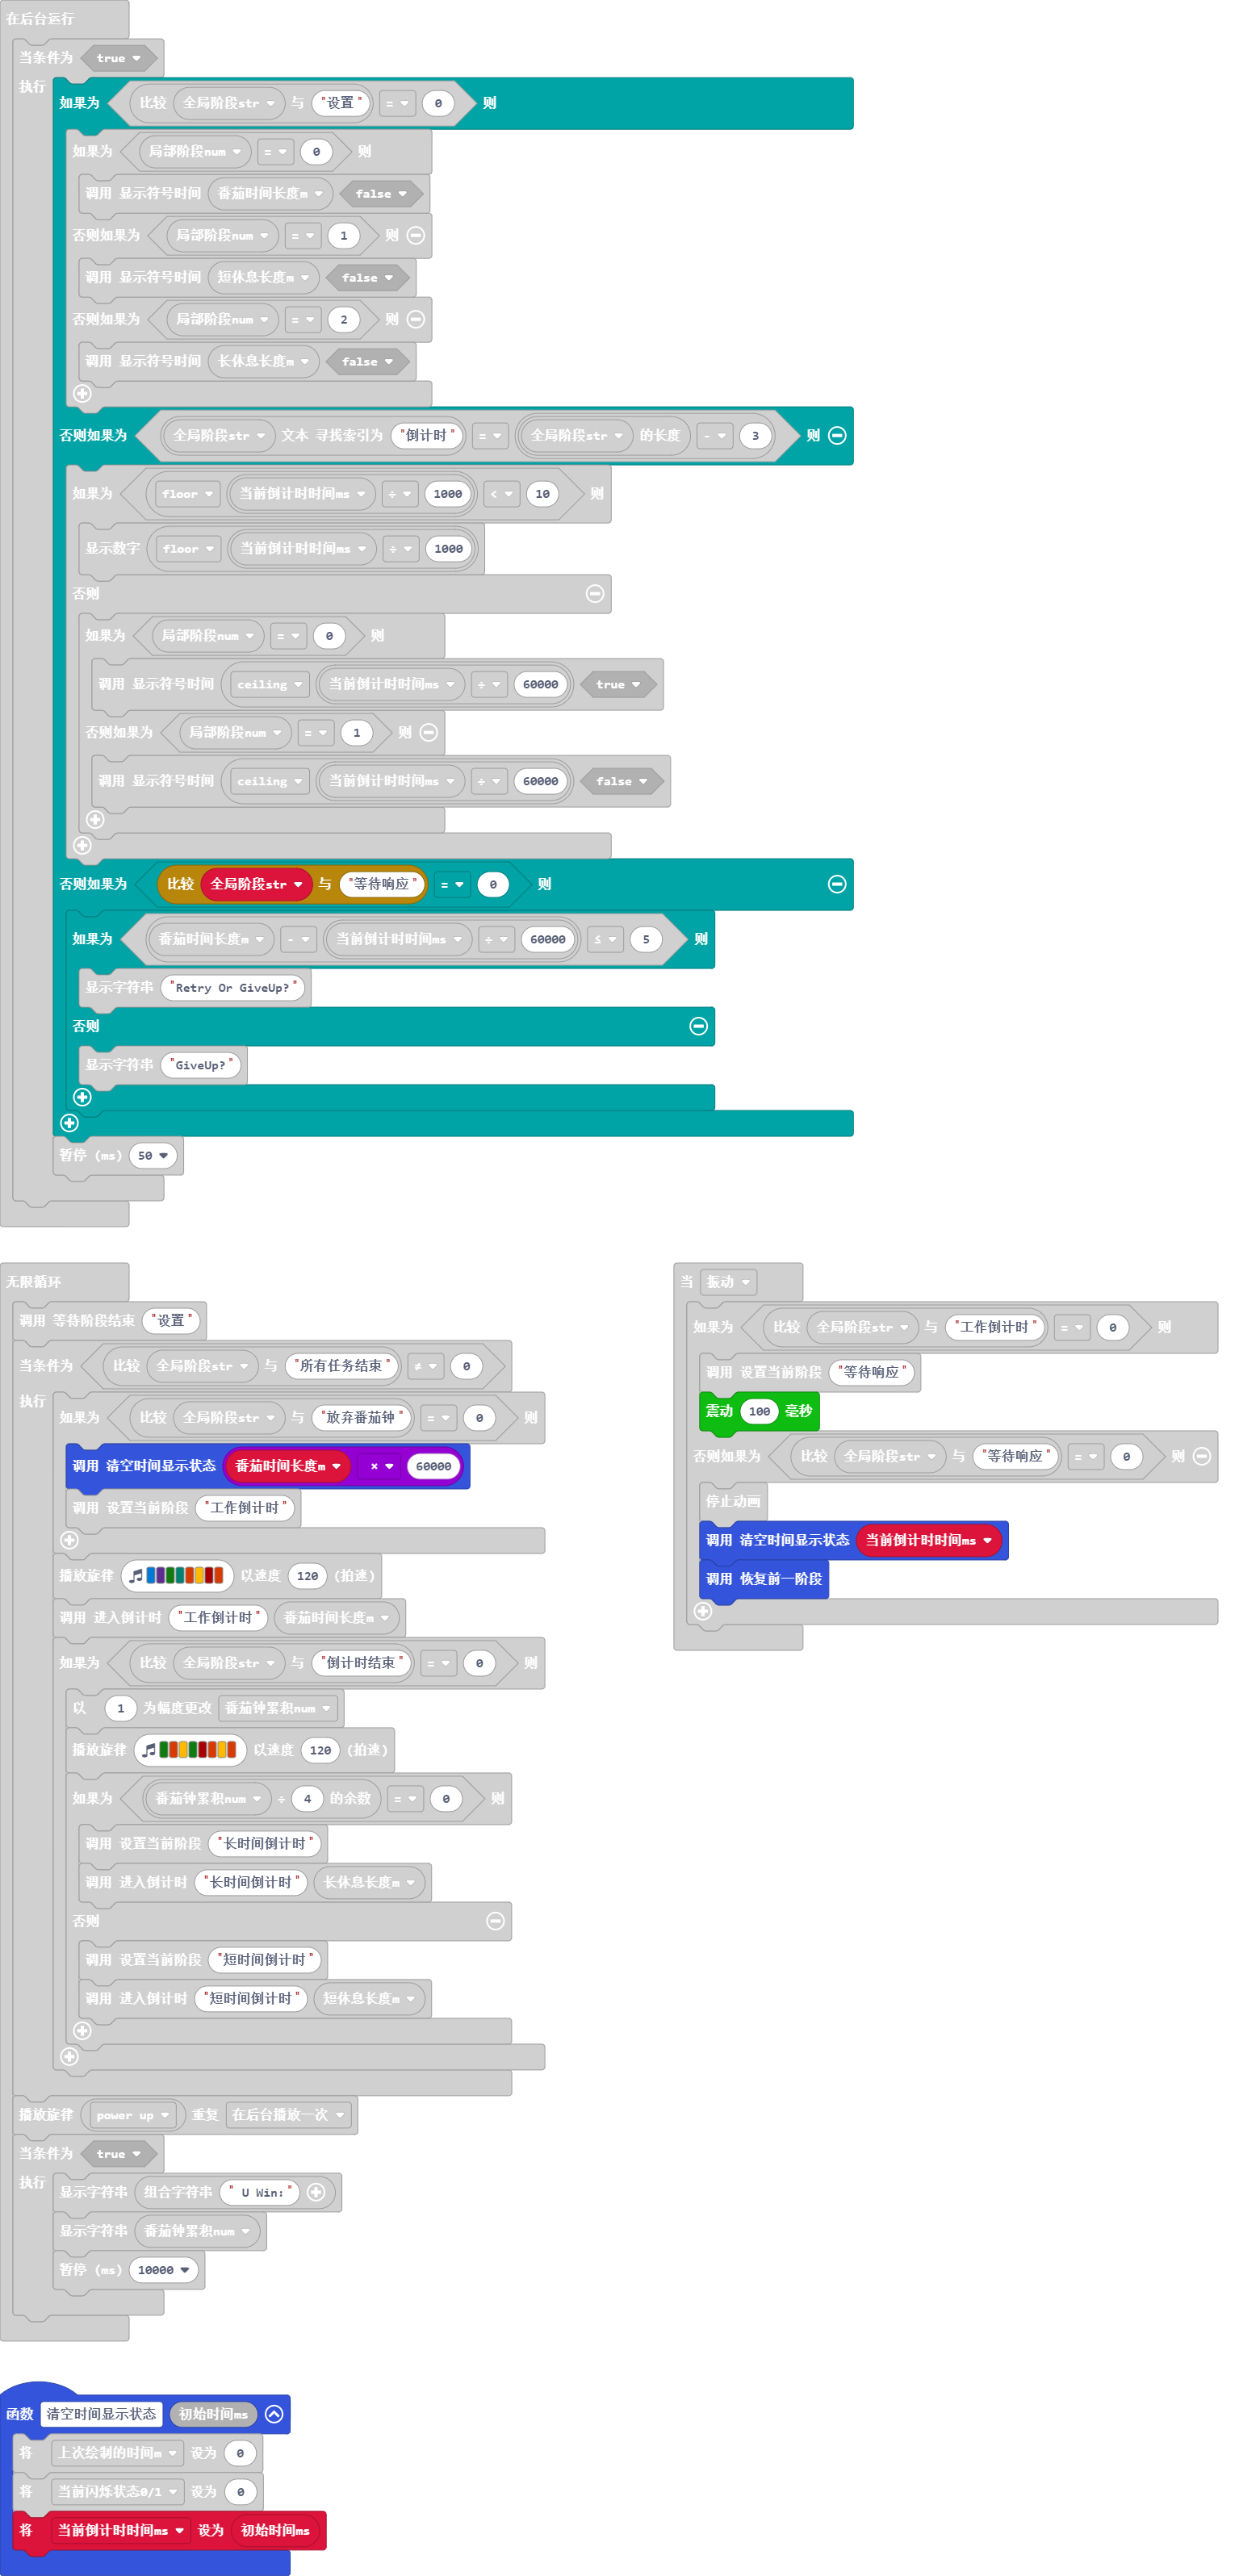 在后台运行
当条件为 true
执行
如果为 比较 全局阶段str 与 "设置" = 0 则
如果为 局部阶段num = 0 则
调用 显示符号时间 番茄时间长度m false
否则如果为 局部阶段num = 1 则
调用 显示符号时间 短休息长度m false
否则如果为 局部阶段num = 2 则
调用 显示符号时间 长休息长度m false
否则如果为 全局阶段str 文本 寻找索引为 "倒计时" = 全局阶段str 的长度 - 3 则
如果为 floor 当前倒计时时间ms ÷ 1000 < 10 则
显示数字 floor 当前倒计时时间ms ÷ 1000
否则
如果为 局部阶段num = 0 则
调用 显示符号时间 ceiling 当前倒计时时间ms ÷ 60000 true
否则如果为 局部阶段num = 1 则
调用 显示符号时间 ceiling 当前倒计时时间ms ÷ 60000 false
否则如果为 比较 全局阶段str 与 "等待响应" = 0 则
如果为 番茄时间长度m - 当前倒计时时间ms ÷ 60000 ≤ 5 则
显示字符串 "Retry Or GiveUp?"
否则
显示字符串 "GiveUp?"
暂停 (ms) 50
无限循环
调用 等待阶段结束 "设置"
当条件为 比较 全局阶段str 与 "所有任务结束" ≠ 0
执行
如果为 比较 全局阶段str 与 "放弃番茄钟" = 0 则
调用 清空时间显示状态 番茄时间长度m × 60000
调用 设置当前阶段 "工作倒计时"
播放旋律 以速度 120 (拍速)
调用 进入倒计时 "工作倒计时" 番茄时间长度m
如果为 比较 全局阶段str 与 "倒计时结束" = 0 则
以 1 为幅度更改 番茄钟累积num
播放旋律 以速度 120 (拍速)
如果为 番茄钟累积num ÷ 4 的余数 = 0 则
调用 设置当前阶段 "长时间倒计时"
调用 进入倒计时 "长时间倒计时" 长休息长度m
否则
调用 设置当前阶段 "短时间倒计时"
调用 进入倒计时 "短时间倒计时" 短休息长度m
播放旋律 power up 重复 在后台播放一次
当条件为 true
执行
显示字符串 组合字符串 " U Win:"
显示字符串 番茄钟累积num
暂停 (ms) 10000
当 振动
如果为 比较 全局阶段str 与 "工作倒计时" = 0 则
调用 设置当前阶段 "等待响应"
震动 100 毫秒
否则如果为 比较 全局阶段str 与 "等待响应" = 0 则
停止动画
调用 清空时间显示状态 当前倒计时时间ms
调用 恢复前一阶段
函数 清空时间显示状态 初始时间ms
将 上次绘制的时间m 设为 0
将 当前闪烁状态0/1 设为 0
将 当前倒计时时间ms 设为 初始时间ms